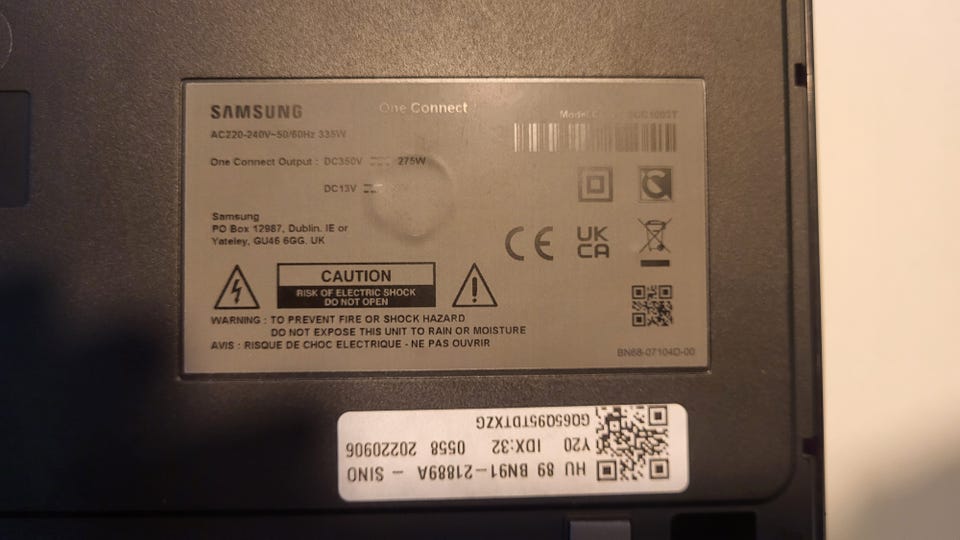 SAMSUNG
One Connect
Model
AC220-240V~50/60Hz 335W
One Connect Output : DC350V 275W
DC13V
Samsung
PO Box 12987, Dublin. IE or
Yateley, GU46 6GG. UK
CE
UK
CA
CAUTION
RISK OF ELECTRIC SHOCK
DO NOT OPEN
WARNING : TO PREVENT FIRE OR SHOCK HAZARD
DO NOT EXPOSE THIS UNIT TO RAIN OR MOISTURE
AVIS : RISQUE DE CHOC ELECTRIQUE - NE PAS OUVRIR
BN68-07104D-00
HU 89 BN91-21889A - SINO
Y20 IDX:32 0558 20220906
GQ65Q95TDTXZG